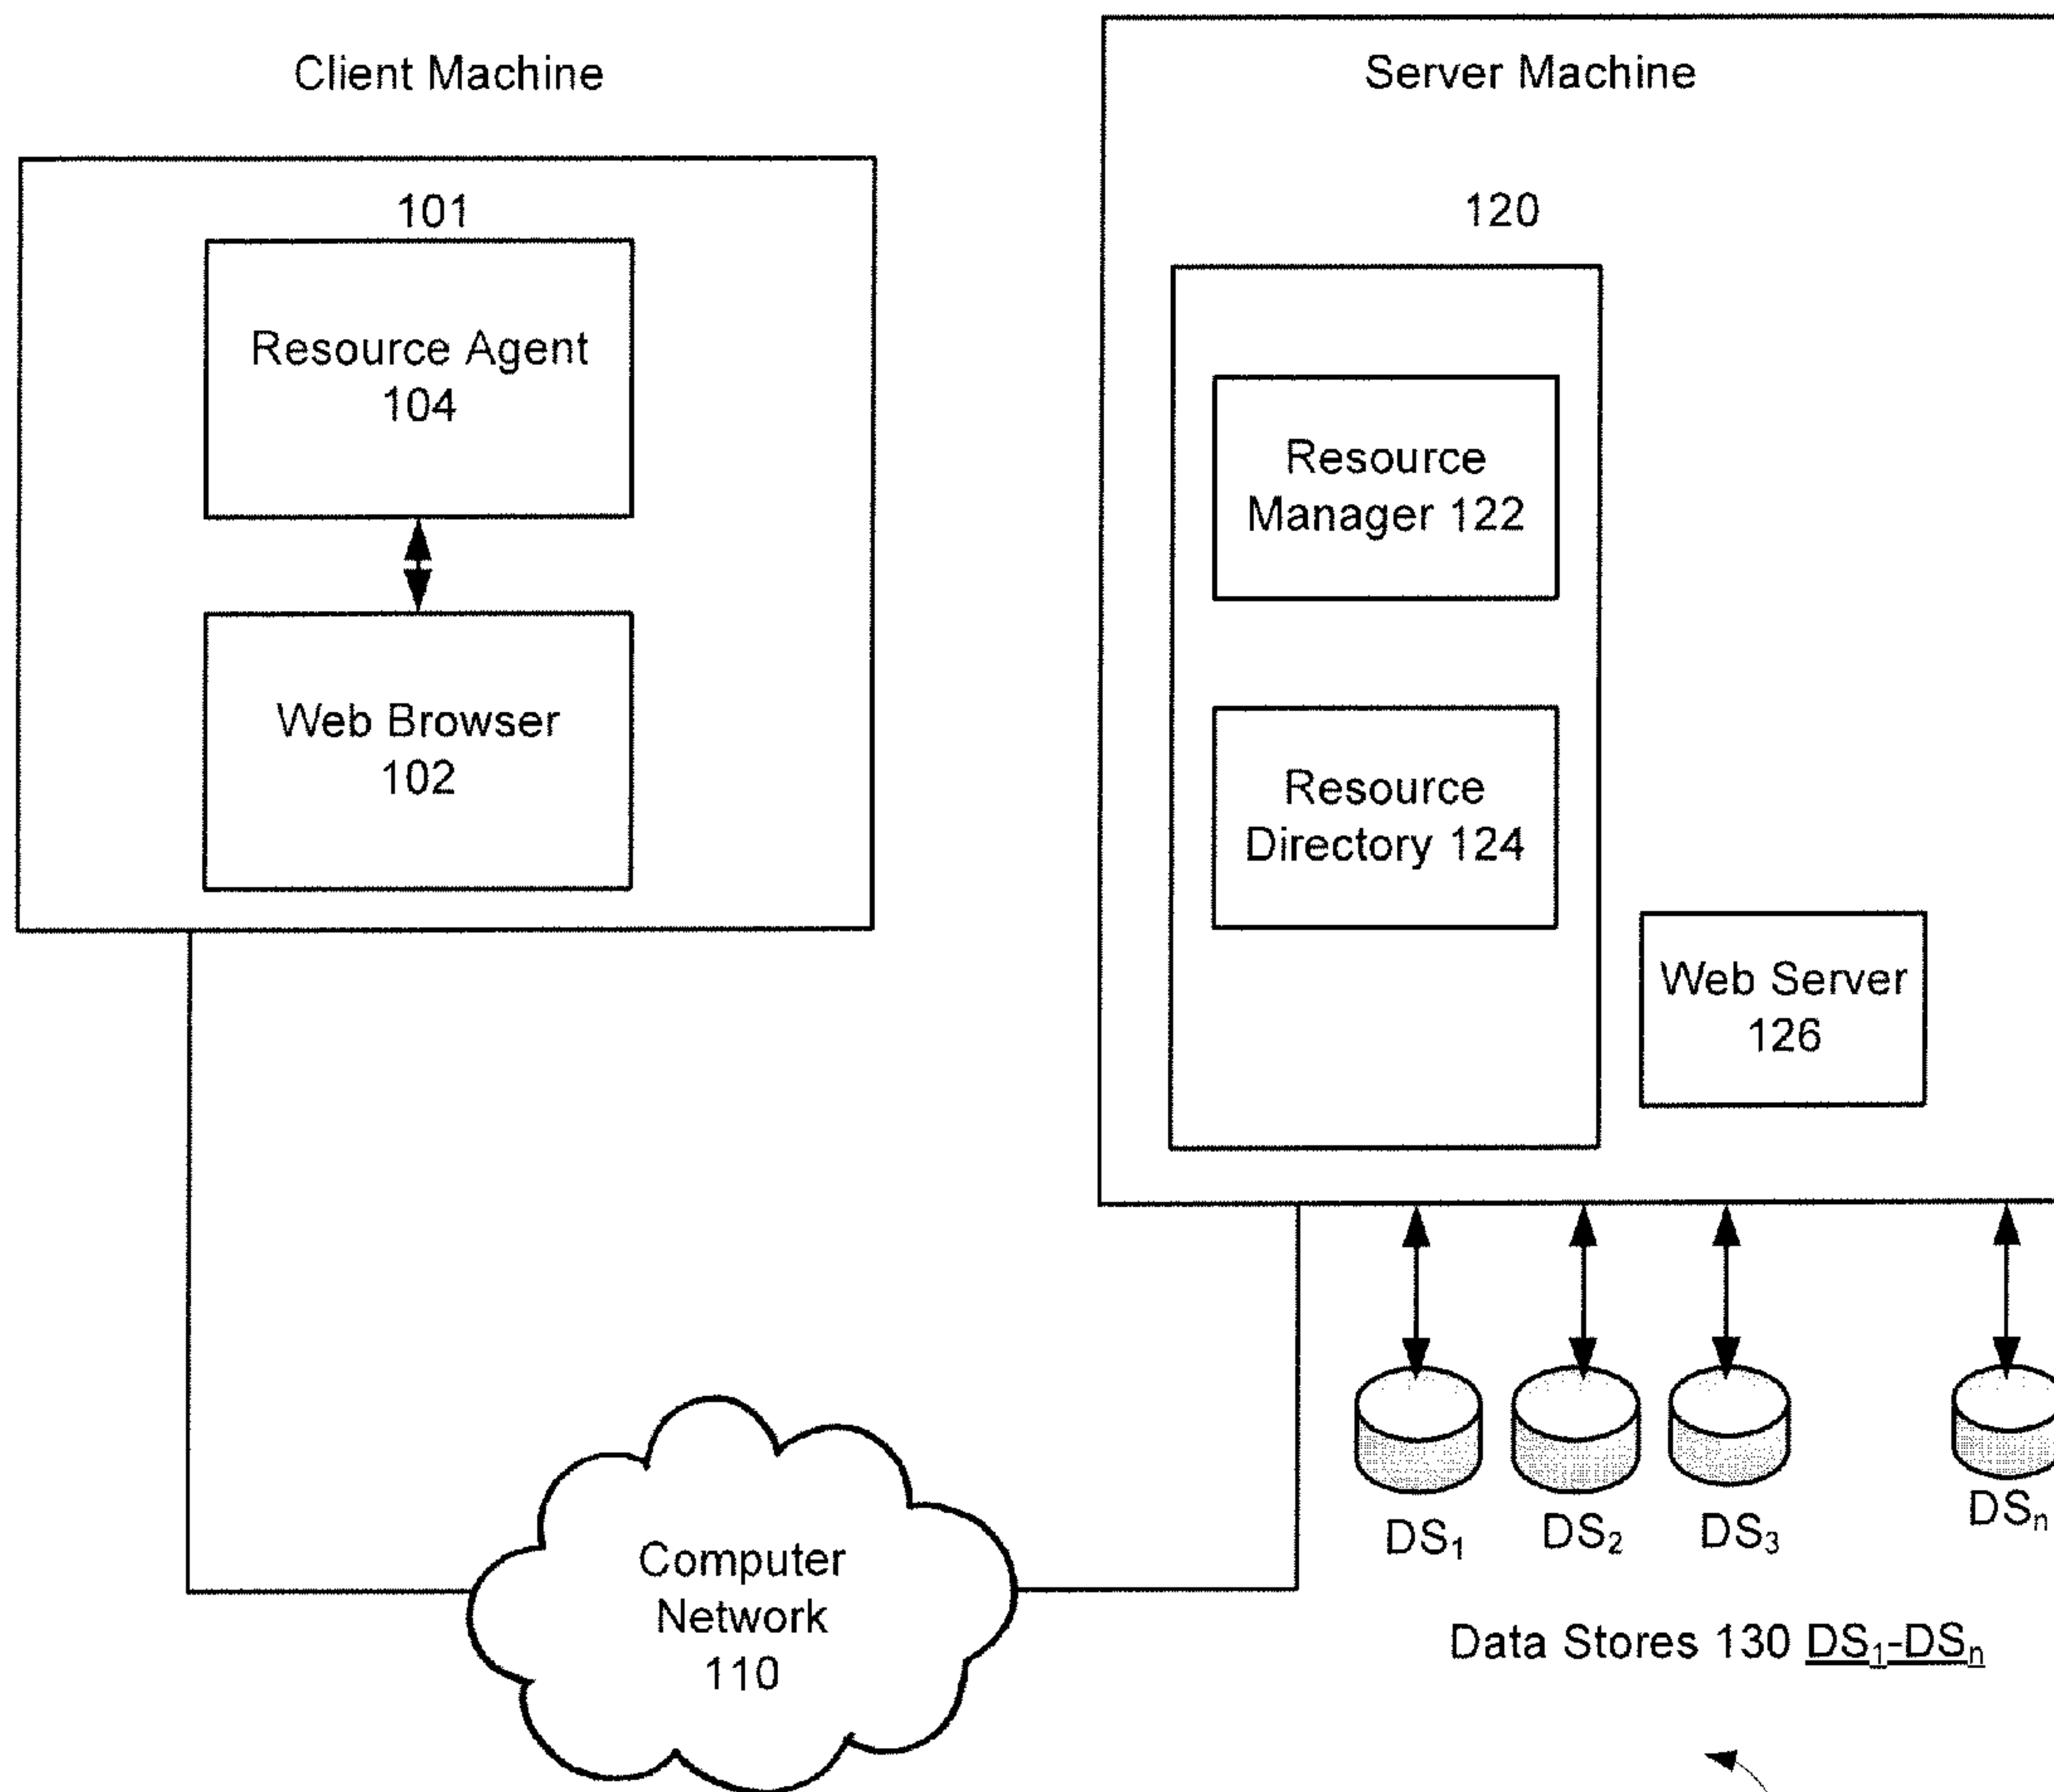 Client Machine
101
Resource Agent
104
Web Browser
102
Server Machine
120
Resource
Manager 122
Resource
Directory 124
Web Server
126
Computer
Network
110
DS₁
DS₂
DS₃
DSₙ
Data Stores 130 DS₁-DSₙ